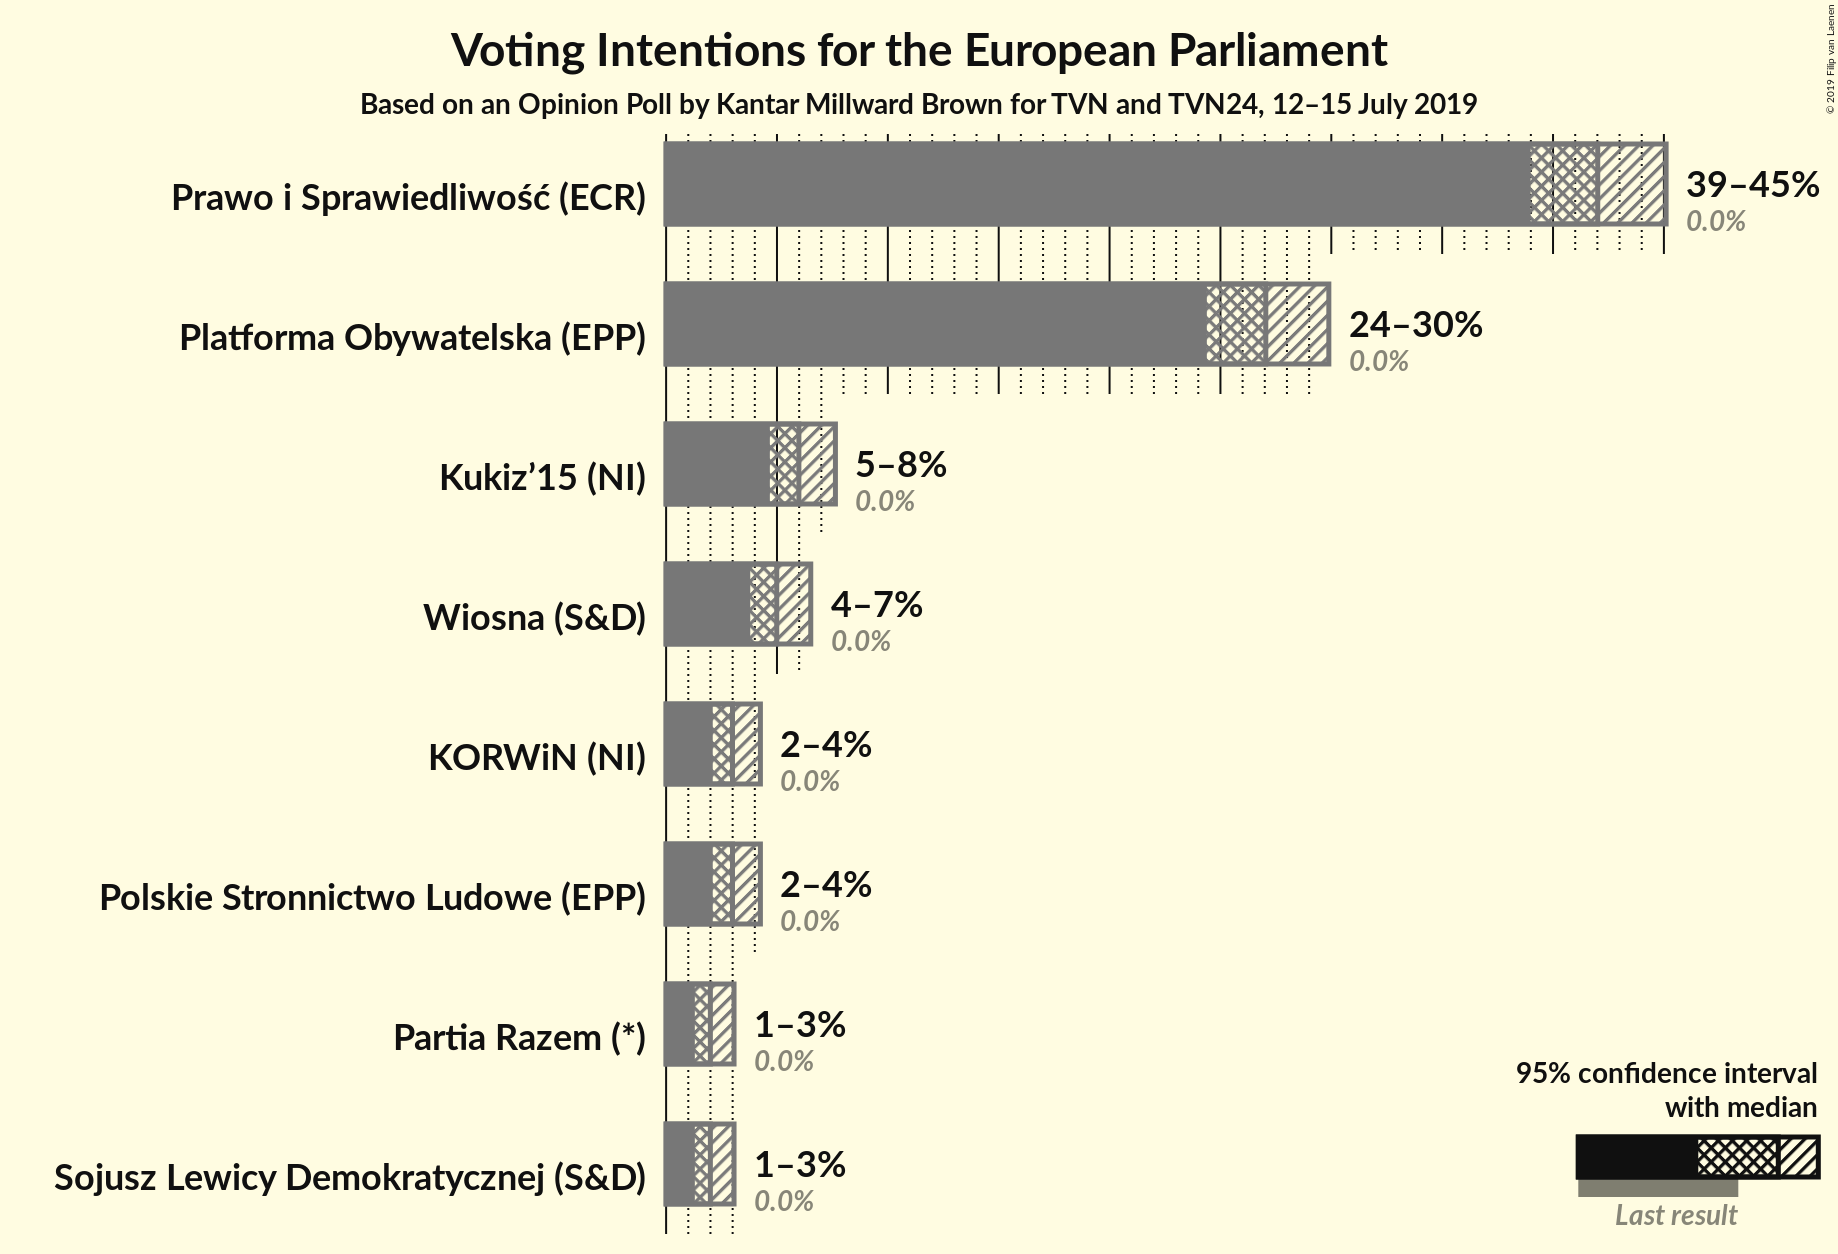 Voting Intentions for the European Parliament
Based on an Opinion Poll by Kantar Millward Brown for TVN and TVN24, 12–15 July 2019
© 2019 Filip van Laenen
Prawo i Sprawiedliwość (ECR)
39–45%
0.0%
Platforma Obywatelska (EPP)
24–30%
0.0%
Kukiz’15 (NI)
5–8%
0.0%
Wiosna (S&D)
4–7%
0.0%
KORWiN (NI)
2–4%
0.0%
Polskie Stronnictwo Ludowe (EPP)
2–4%
0.0%
Partia Razem (*)
1–3%
0.0%
Sojusz Lewicy Demokratycznej (S&D)
1–3%
0.0%
95% confidence interval
with median
Last result